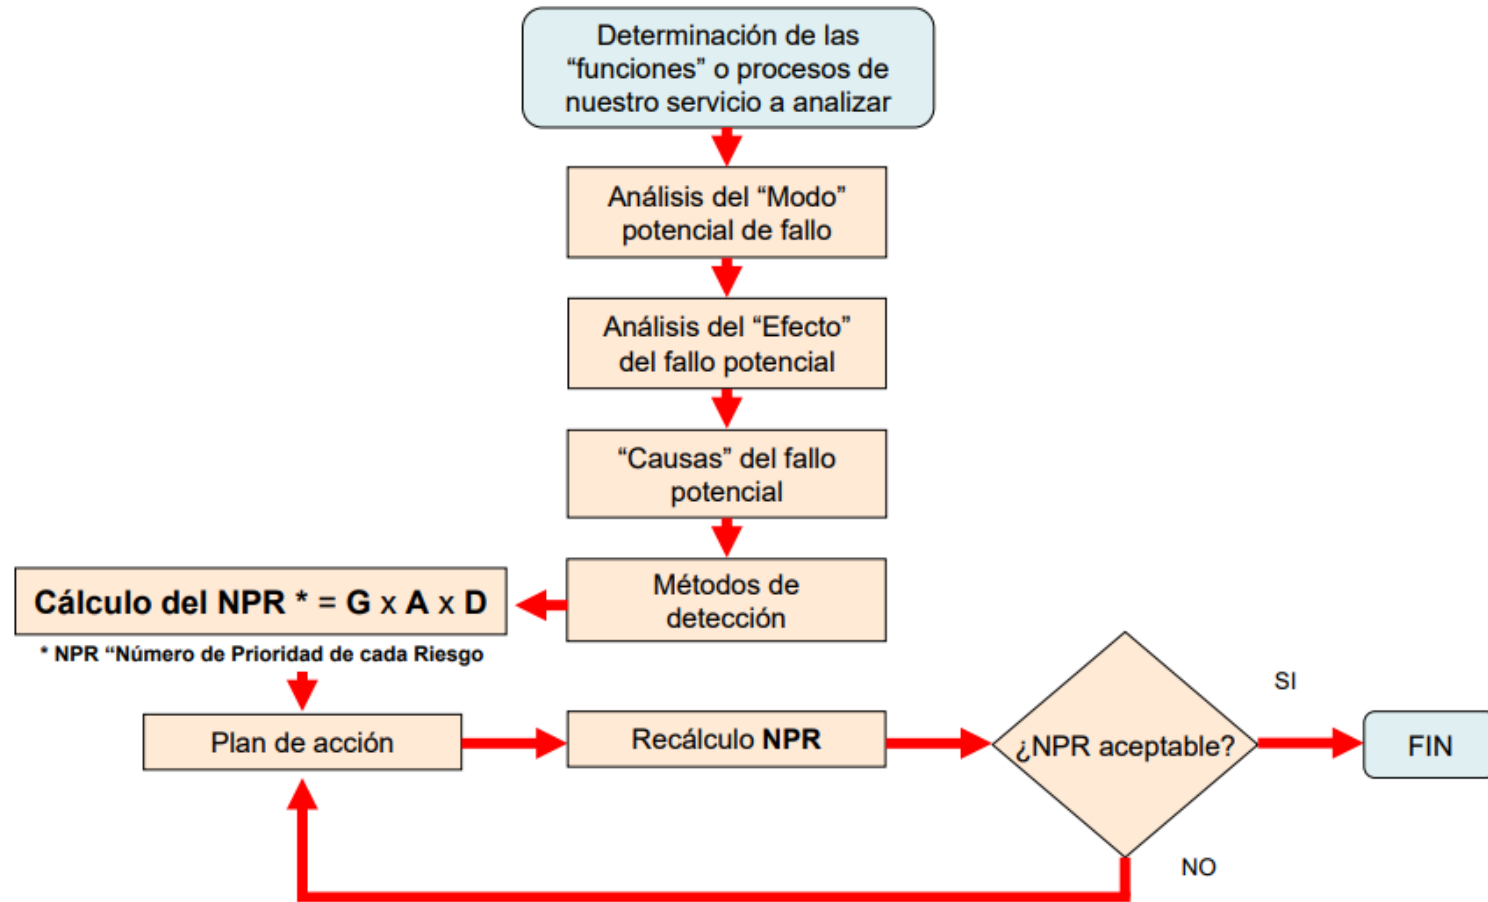 Determinación de las
“funciones” o procesos de
nuestro servicio a analizar
Análisis del “Modo”
potencial de fallo
Análisis del “Efecto”
del fallo potencial
“Causas” del fallo
potencial
Métodos de
detección
Cálculo del NPR * = G x A x D
* NPR “Número de Prioridad de cada Riesgo
Plan de acción
Recálculo NPR
¿NPR aceptable?
SI
FIN
NO